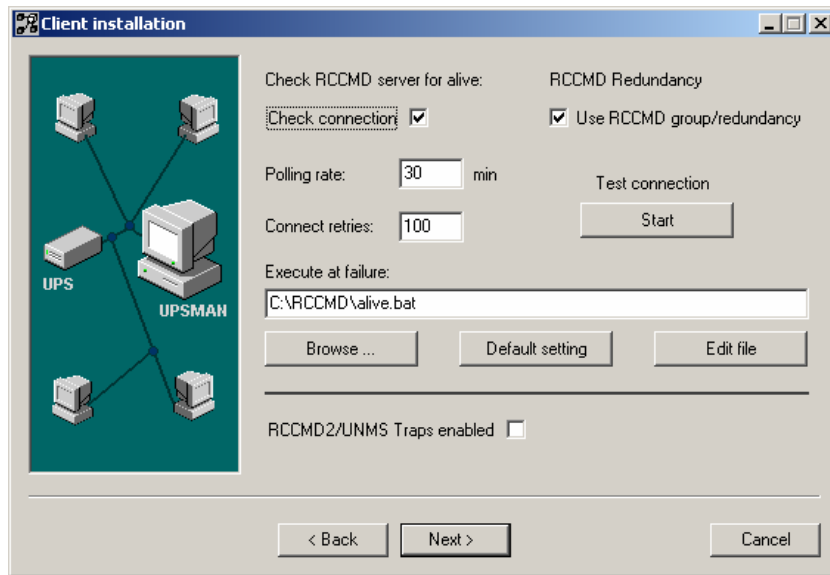 Client installation
Check RCCMD server for alive:
RCCMD Redundancy
Check connection
Use RCCMD group/redundancy
Polling rate:
30
min
Test connection
Connect retries:
100
Start
UPS
UPSMAN
Execute at failure:
C:\RCCMD\alive.bat
Browse ...
Default setting
Edit file
RCCMD2/UNMS Traps enabled
< Back
Next >
Cancel